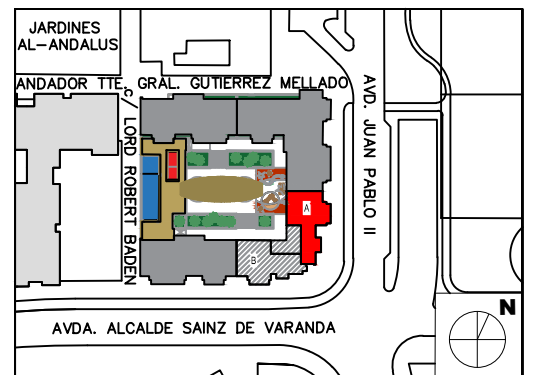 JARDINES
AL-ANDALUS
ANDADOR TTE. GRAL. GUTIERREZ MELLADO
c/ LORD ROBERT BADEN
AVD. JUAN PABLO II
A
B
AVDA. ALCALDE SAINZ DE VARANDA
N